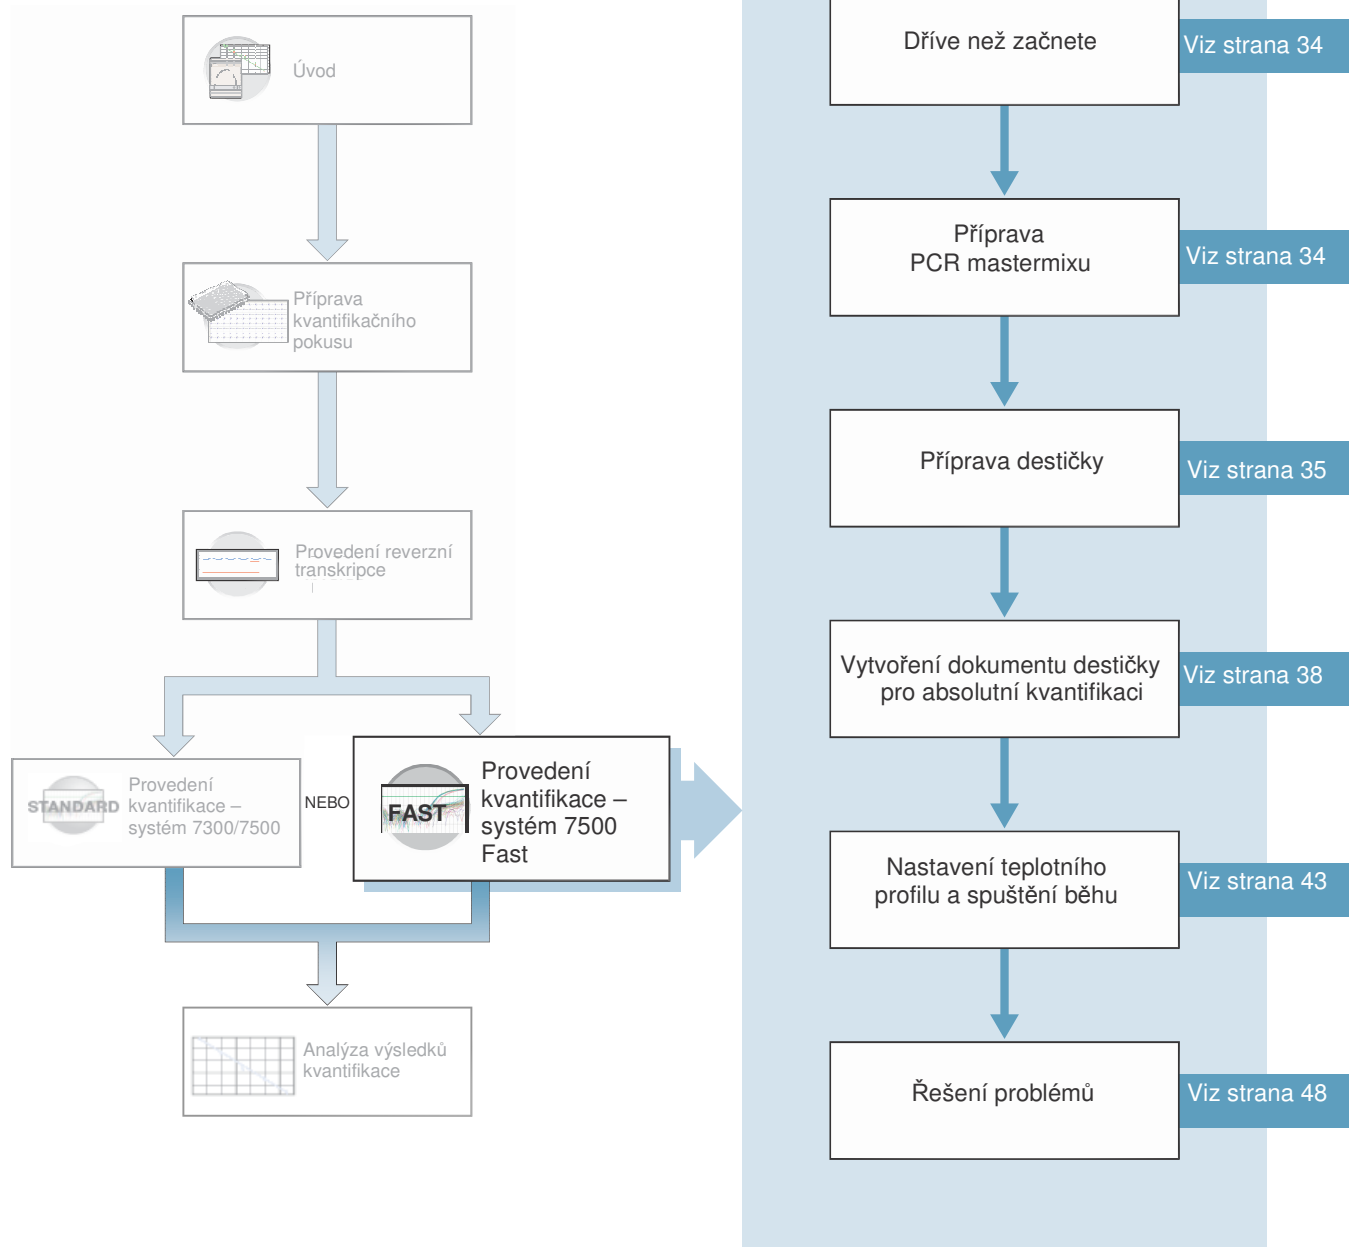 Úvod
Příprava
kvantifikačního
pokusu
Provedení reverzní
transkripce
STANDARD
Provedení
kvantifikace –
systém 7300/7500
NEBO
FAST
Provedení
kvantifikace –
systém 7500
Fast
Analýza výsledků
kvantifikace
Dříve než začnete
Viz strana 34
Příprava
PCR mastermixu
Viz strana 34
Příprava destičky
Viz strana 35
Vytvoření dokumentu destičky
pro absolutní kvantifikaci
Viz strana 38
Nastavení teplotního
profilu a spuštění běhu
Viz strana 43
Řešení problémů
Viz strana 48